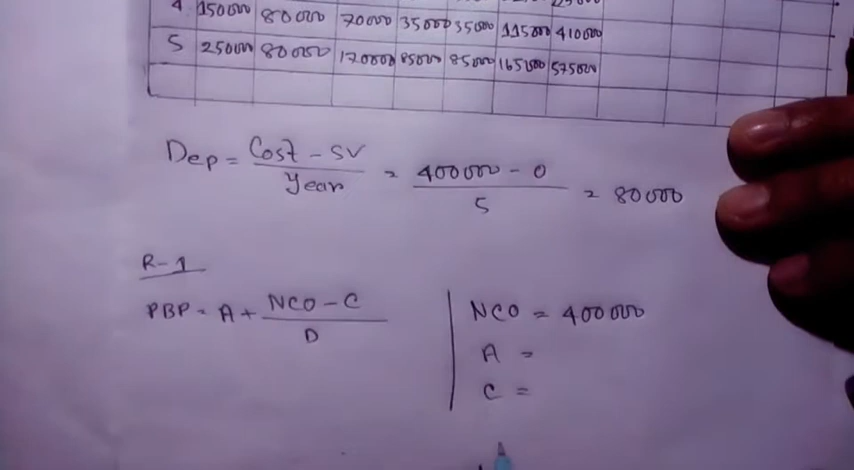 4 150000 80000 70000 35000 35000 115000 410000
5 25000 80000 170000 85000 85000 165000 575000
Dep = Cost - SV / Year = 400000 - 0 / 5 = 80000
R-1
PBP = A + NCO - C / D
NCO = 400000
A =
C =